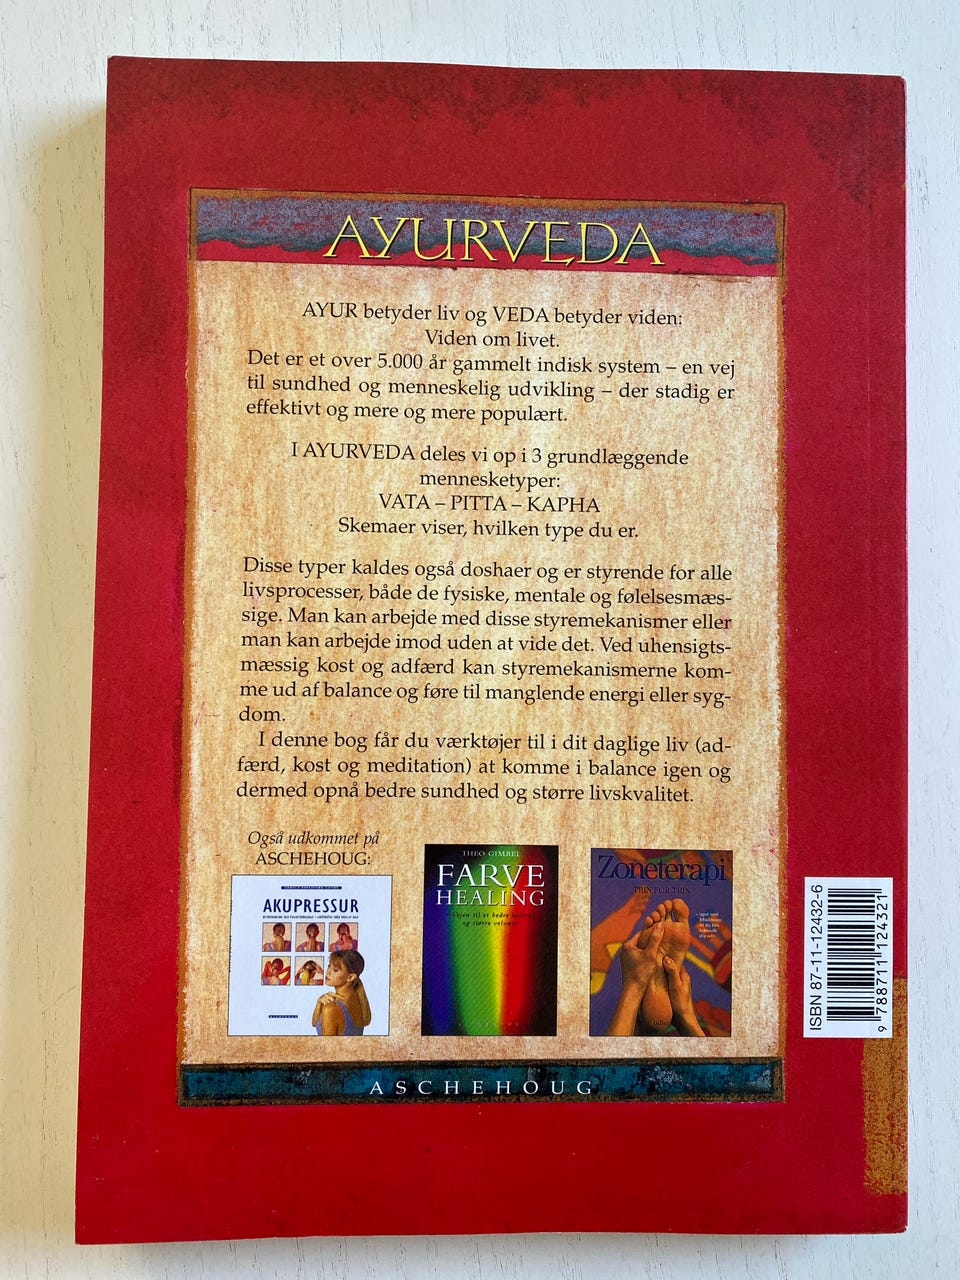 AYURVEDA
AYUR betyder liv og VEDA betyder viden:
Viden om livet.
Det er et over 5.000 år gammelt indisk system – en vej
til sundhed og menneskelig udvikling – der stadig er
effektivt og mere og mere populært.
I AYURVEDA deles vi op i 3 grundlæggende
mennesketyper:
VATA – PITTA – KAPHA
Skemaer viser, hvilken type du er.
Disse typer kaldes også doshaer og er styrende for alle
livsprocesser, både de fysiske, mentale og følelsesmæs-
sige. Man kan arbejde med disse styremekanismer eller
man kan arbejde imod uden at vide det. Ved uhensigts-
mæssig kost og adfærd kan styremekanismerne kom-
me ud af balance og føre til manglende energi eller syg-
dom.
I denne bog får du værktøjer til i dit daglige liv (ad-
færd, kost og meditation) at komme i balance igen og
dermed opnå bedre sundhed og større livskvalitet.
Også udkommet på
ASCHEHOUG:
AKUPRESSUR
THEO GIMBEL
FARVE
HEALING
Vejen til et bedre helbred
og større velvære
Zoneterapi
TRIN FOR TRIN
ASCHEHOUG
ISBN 87-11-12432-6
9 788711 124321